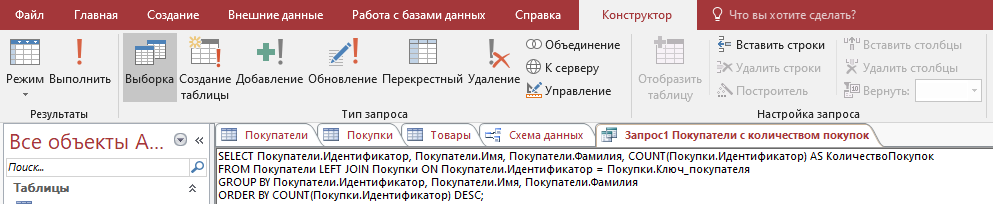 Файл Главная Создание Внешние данные Работа с базами данных Справка Конструктор Что вы хотите сделать?
Режим Выполнить Выборка Создание таблицы Добавление Обновление Перекрестный Удаление
Объединение
К серверу
Управление
Отобразить таблицу
Вставить строки
Удалить строки
Построитель
Вставить столбцы
Удалить столбцы
Вернуть:
Результаты Тип запроса Настройка запроса
Все объекты A...
Поиск...
Таблицы
Покупатели Покупки Товары Схема данных Запрос1 Покупатели с количеством покупок
SELECT Покупатели.Идентификатор, Покупатели.Имя, Покупатели.Фамилия, COUNT(Покупки.Идентификатор) AS КоличествоПокупок
FROM Покупатели LEFT JOIN Покупки ON Покупатели.Идентификатор = Покупки.Ключ_покупателя
GROUP BY Покупатели.Идентификатор, Покупатели.Имя, Покупатели.Фамилия
ORDER BY COUNT(Покупки.Идентификатор) DESC;